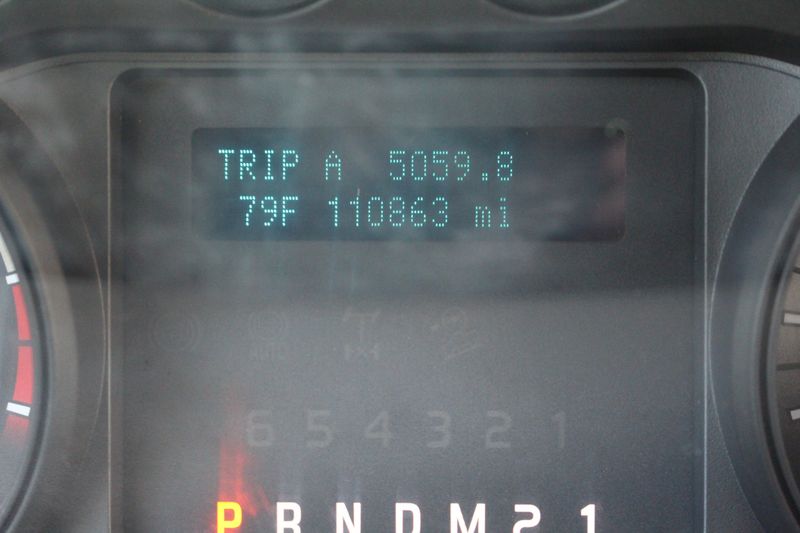 TRIP A 5059.8
79F 110863 mi
6 5 4 3 2 1
P R N D M 2 1